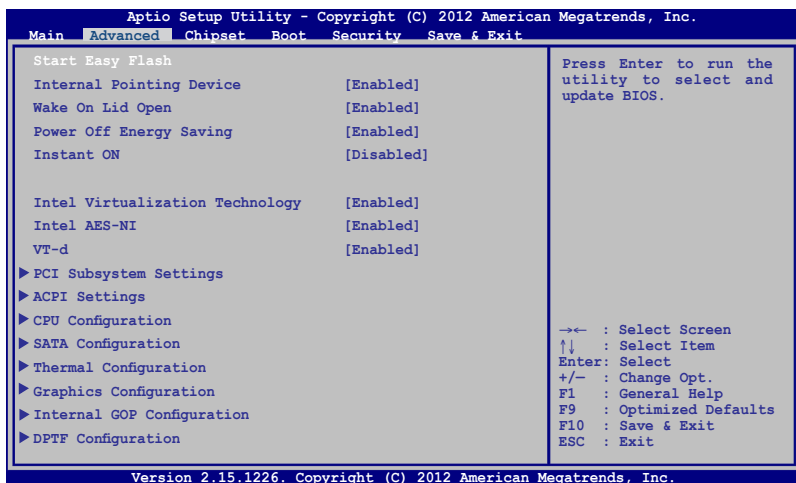 Aptio Setup Utility - Copyright (C) 2012 American Megatrends, Inc.
Main Advanced Chipset Boot Security Save & Exit
Start Easy Flash
Internal Pointing Device [Enabled]
Wake On Lid Open [Enabled]
Power Off Energy Saving [Enabled]
Instant ON [Disabled]
Intel Virtualization Technology [Enabled]
Intel AES-NI [Enabled]
VT-d [Enabled]
PCI Subsystem Settings
ACPI Settings
CPU Configuration
SATA Configuration
Thermal Configuration
Graphics Configuration
Internal GOP Configuration
DPTF Configuration
Press Enter to run the
utility to select and
update BIOS.
→← : Select Screen
↑↓ : Select Item
Enter: Select
+/— : Change Opt.
F1 : General Help
F9 : Optimized Defaults
F10 : Save & Exit
ESC : Exit
Version 2.15.1226. Copyright (C) 2012 American Megatrends, Inc.